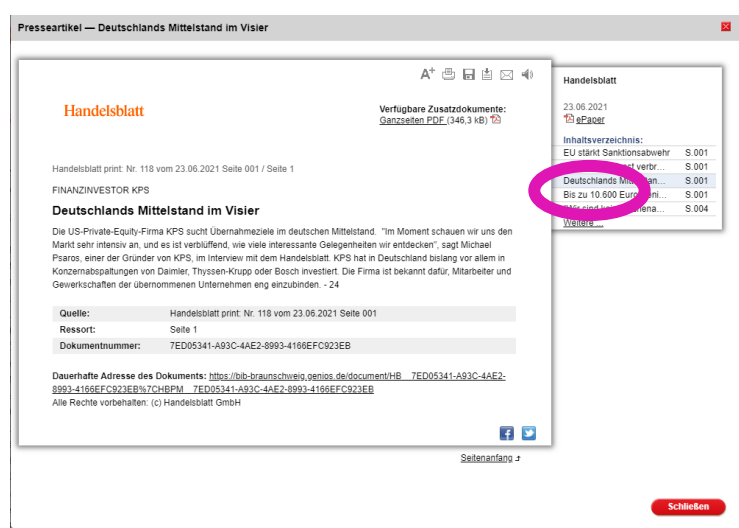 Presseartikel — Deutschlands Mittelstand im Visier
A+
Handelsblatt
Verfügbare Zusatzdokumente:
Ganzseiten PDF (346,3 kB)
Handelsblatt print: Nr. 118 vom 23.06.2021 Seite 001 / Seite 1
FINANZINVESTOR KPS
Deutschlands Mittelstand im Visier
Die US-Private-Equity-Firma KPS sucht Übernahmeziele im deutschen Mittelstand. "Im Moment schauen wir uns den
Markt sehr intensiv an, und es ist verblüffend, wie viele interessante Gelegenheiten wir entdecken", sagt Michael
Psaros, einer der Gründer von KPS, im Interview mit dem Handelsblatt. KPS hat in Deutschland bislang vor allem in
Konzernabspaltungen von Daimler, Thyssen-Krupp oder Bosch investiert. Die Firma ist bekannt dafür, Mitarbeiter und
Gewerkschaften der übernommenen Unternehmen eng einzubinden. - 24
Quelle: Handelsblatt print: Nr. 118 vom 23.06.2021 Seite 001
Ressort: Seite 1
Dokumentnummer: 7ED05341-A93C-4AE2-8993-4166EFC923EB
Dauerhafte Adresse des Dokuments: https://bib-braunschweig.genios.de/document/HB__7ED05341-A93C-4AE2-
8993-4166EFC923EB%7CHBPM__7ED05341-A93C-4AE2-8993-4166EFC923EB
Alle Rechte vorbehalten: (c) Handelsblatt GmbH
Seitenanfang
Handelsblatt
23.06.2021
ePaper
Inhaltsverzeichnis:
EU stärkt Sanktionsabwehr S.001
verbr... S.001
Deutschlands S.001
Bis zu 10.600 Euro S.001
S.004
Weitere ...
Schließen